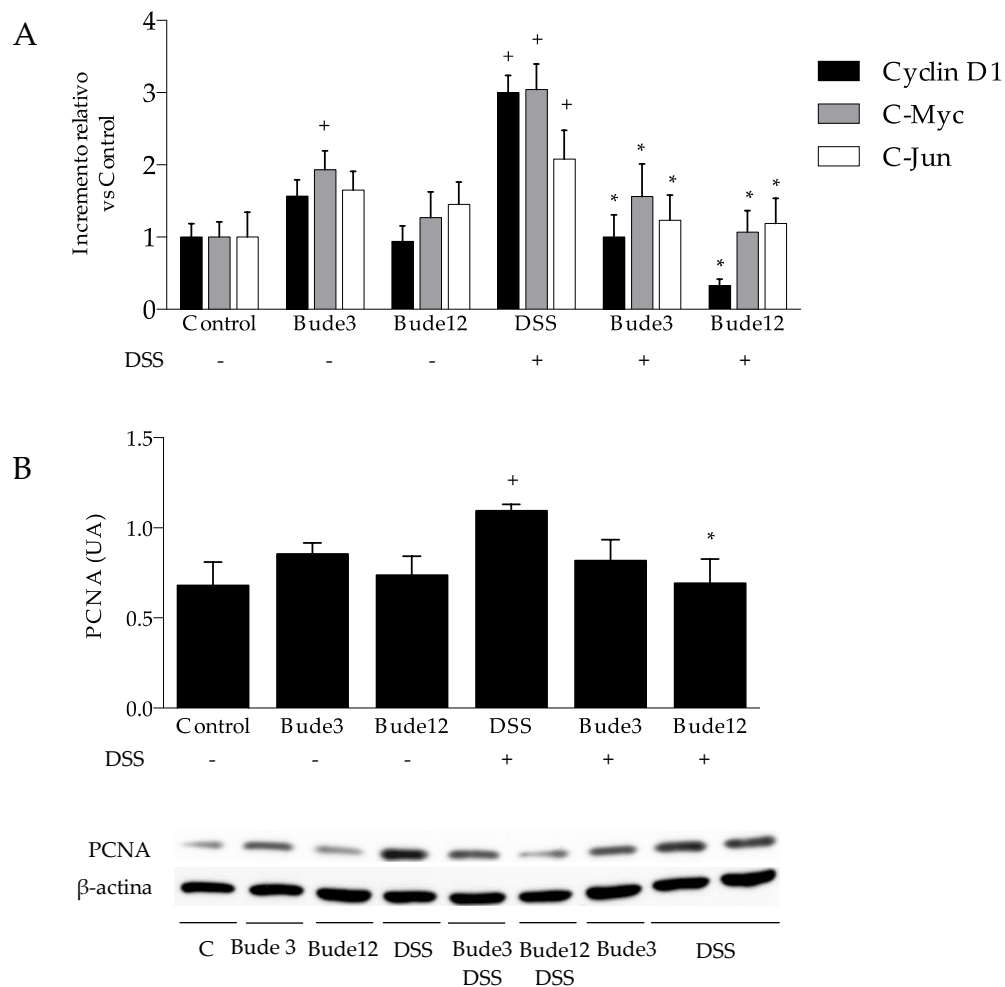 A
Incremento relativo
vs Control
4
3
2
1
0
+
+
+
+
*
*
*
*
*
*
Cyclin D1
C-Myc
C-Jun
Control Bude3 Bude12 DSS Bude3 Bude12
DSS - - - + + +
B
PCNA (UA)
1.5
1.0
0.5
0.0
+
*
Control Bude3 Bude12 DSS Bude3 Bude12
DSS - - - + + +
PCNA
β-actina
C Bude 3 Bude12 DSS Bude3 Bude12 Bude3 DSS
DSS DSS